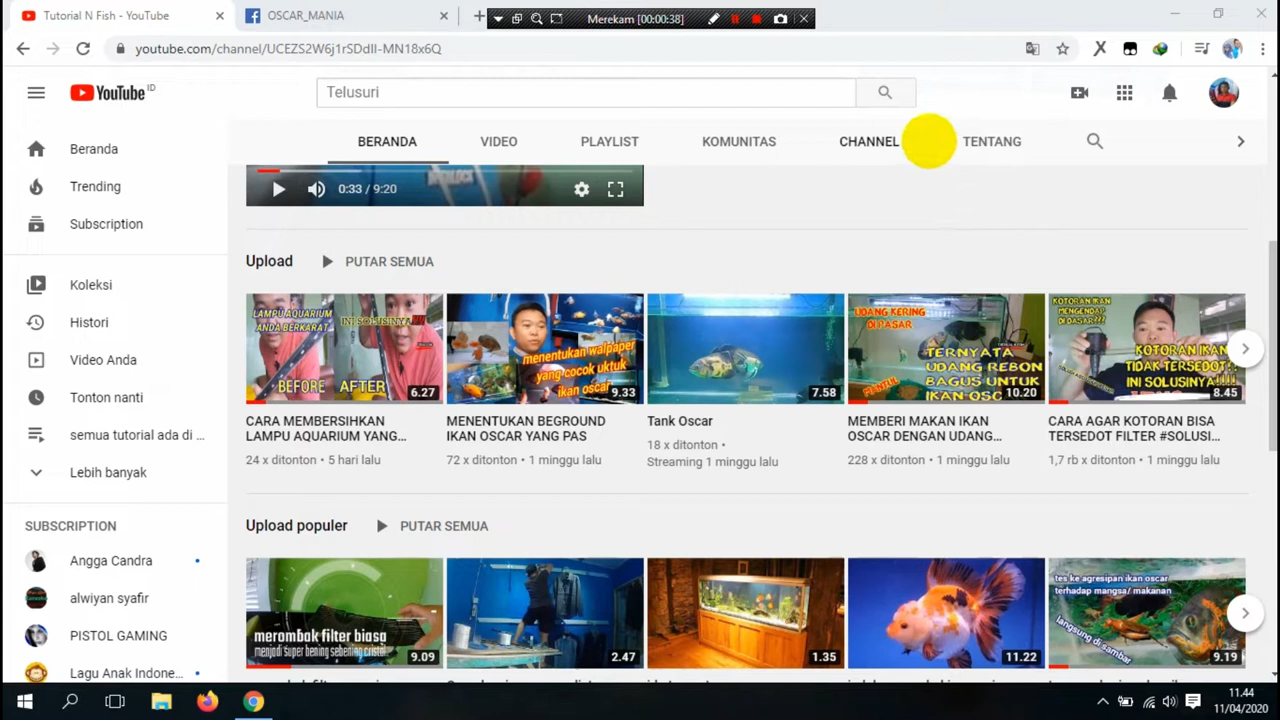 Tutorial N Fish - YouTube
OSCAR_MANIA
Merekam [00:00:38]
youtube.com/channel/UCEZS2W6j1rSDdII-MN18x6Q
YouTube ID
Telusuri
BERANDA
VIDEO
PLAYLIST
KOMUNITAS
CHANNEL
TENTANG
Beranda
Trending
Subscription
Koleksi
Histori
Video Anda
Tonton nanti
semua tutorial ada di ...
Lebih banyak
SUBSCRIPTION
Angga Candra
alwiyan syafir
PISTOL GAMING
Lagu Anak Indone...
0:33 / 9:20
Upload
PUTAR SEMUA
LAMPU AQUARIUM
ANDA BERKARAT
INI SOLUSINYA!!!!
BEFORE
AFTER
6.27
CARA MEMBERSIHKAN
LAMPU AQUARIUM YANG...
24 x ditonton • 5 hari lalu
menentukan walpaper
yang cocok uktuk
ikan oscar
9.33
MENENTUKAN BEGROUND
IKAN OSCAR YANG PAS
72 x ditonton • 1 minggu lalu
7.58
Tank Oscar
18 x ditonton •
Streaming 1 minggu lalu
UDANG KERING
DI PASAR
TERNYATA
UDANG REBON
BAGUS UNTUK
IKAN OSC
10.20
MEMBERI MAKAN IKAN
OSCAR DENGAN UDANG...
228 x ditonton • 1 minggu lalu
KOTORAN IKAN
MENGENDAP
DI DASAR???
KOTORAN IKAN
TIDAK TERSEDOT
INI SOLUSINYA!!!!
8.45
CARA AGAR KOTORAN BISA
TERSEDOT FILTER #SOLUSI...
1,7 rb x ditonton • 1 minggu lalu
Upload populer
PUTAR SEMUA
merombak filter biasa
menjadi super bening sebening cristol
9.09
2.47
1.35
11.22
tes ke agresipan ikan oscar
terhadap mangsa/ makanan
langsung di sambar
9.19
11.44
11/04/2020